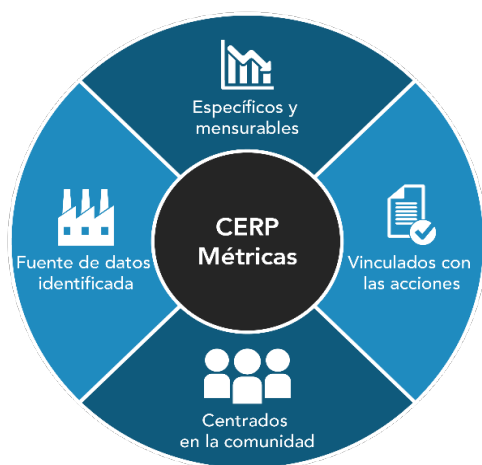 Específicos y
mensurables
CERP
Métricas
Fuente de datos
identificada
Vinculados con
las acciones
Centrados
en la comunidad